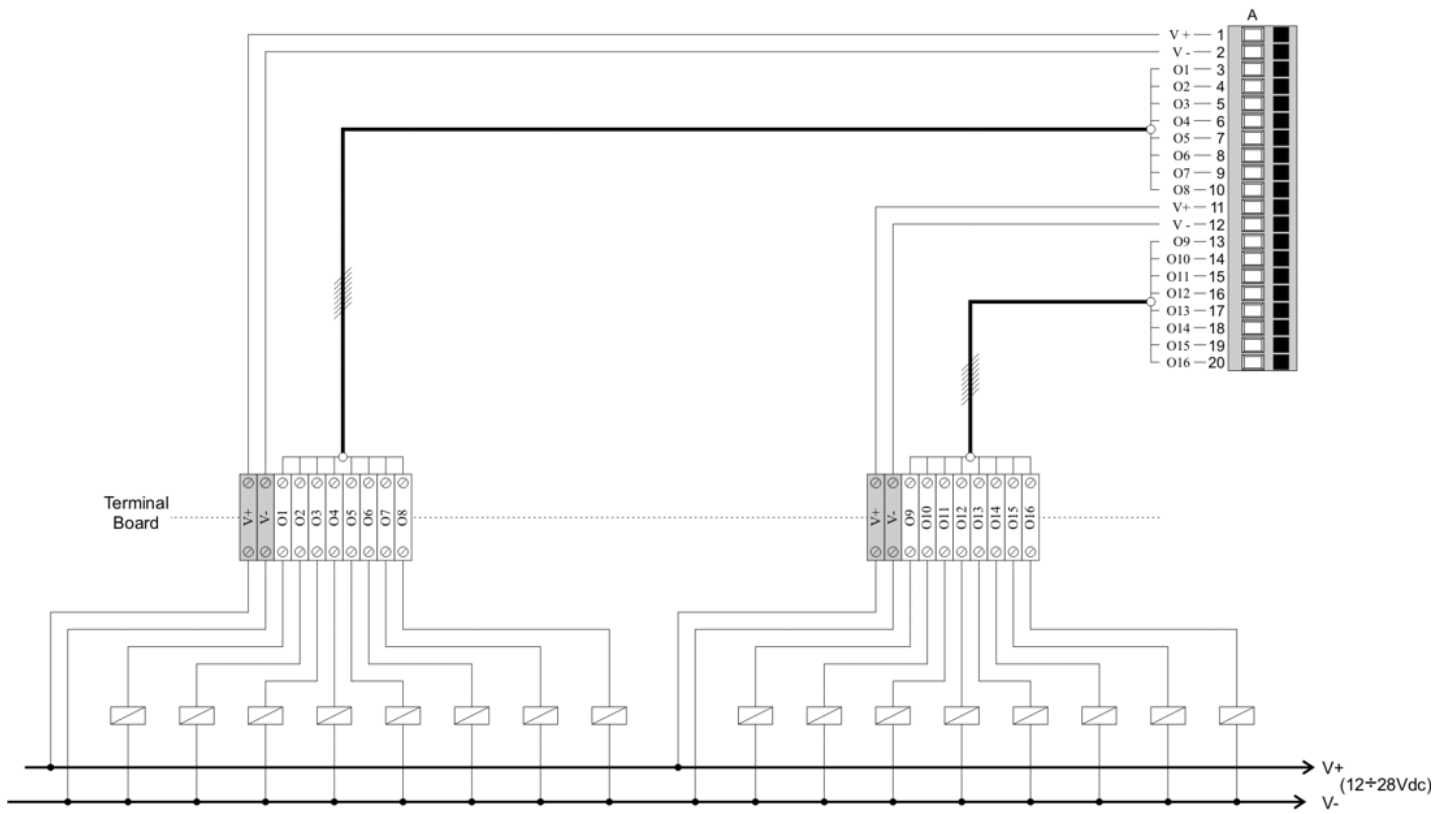 A
V + 1
V - 2
O1 3
O2 4
O3 5
O4 6
O5 7
O6 8
O7 9
O8 10
V+ 11
V - 12
O9 13
O10 14
O11 15
O12 16
O13 17
O14 18
O15 19
O16 20
Terminal
Board
V+ V- O1 O2 O3 O4 O5 O6 O7 O8
V+ V- O9 O10 O11 O12 O13 O14 O15 O16
V+
(12÷28Vdc)
V-